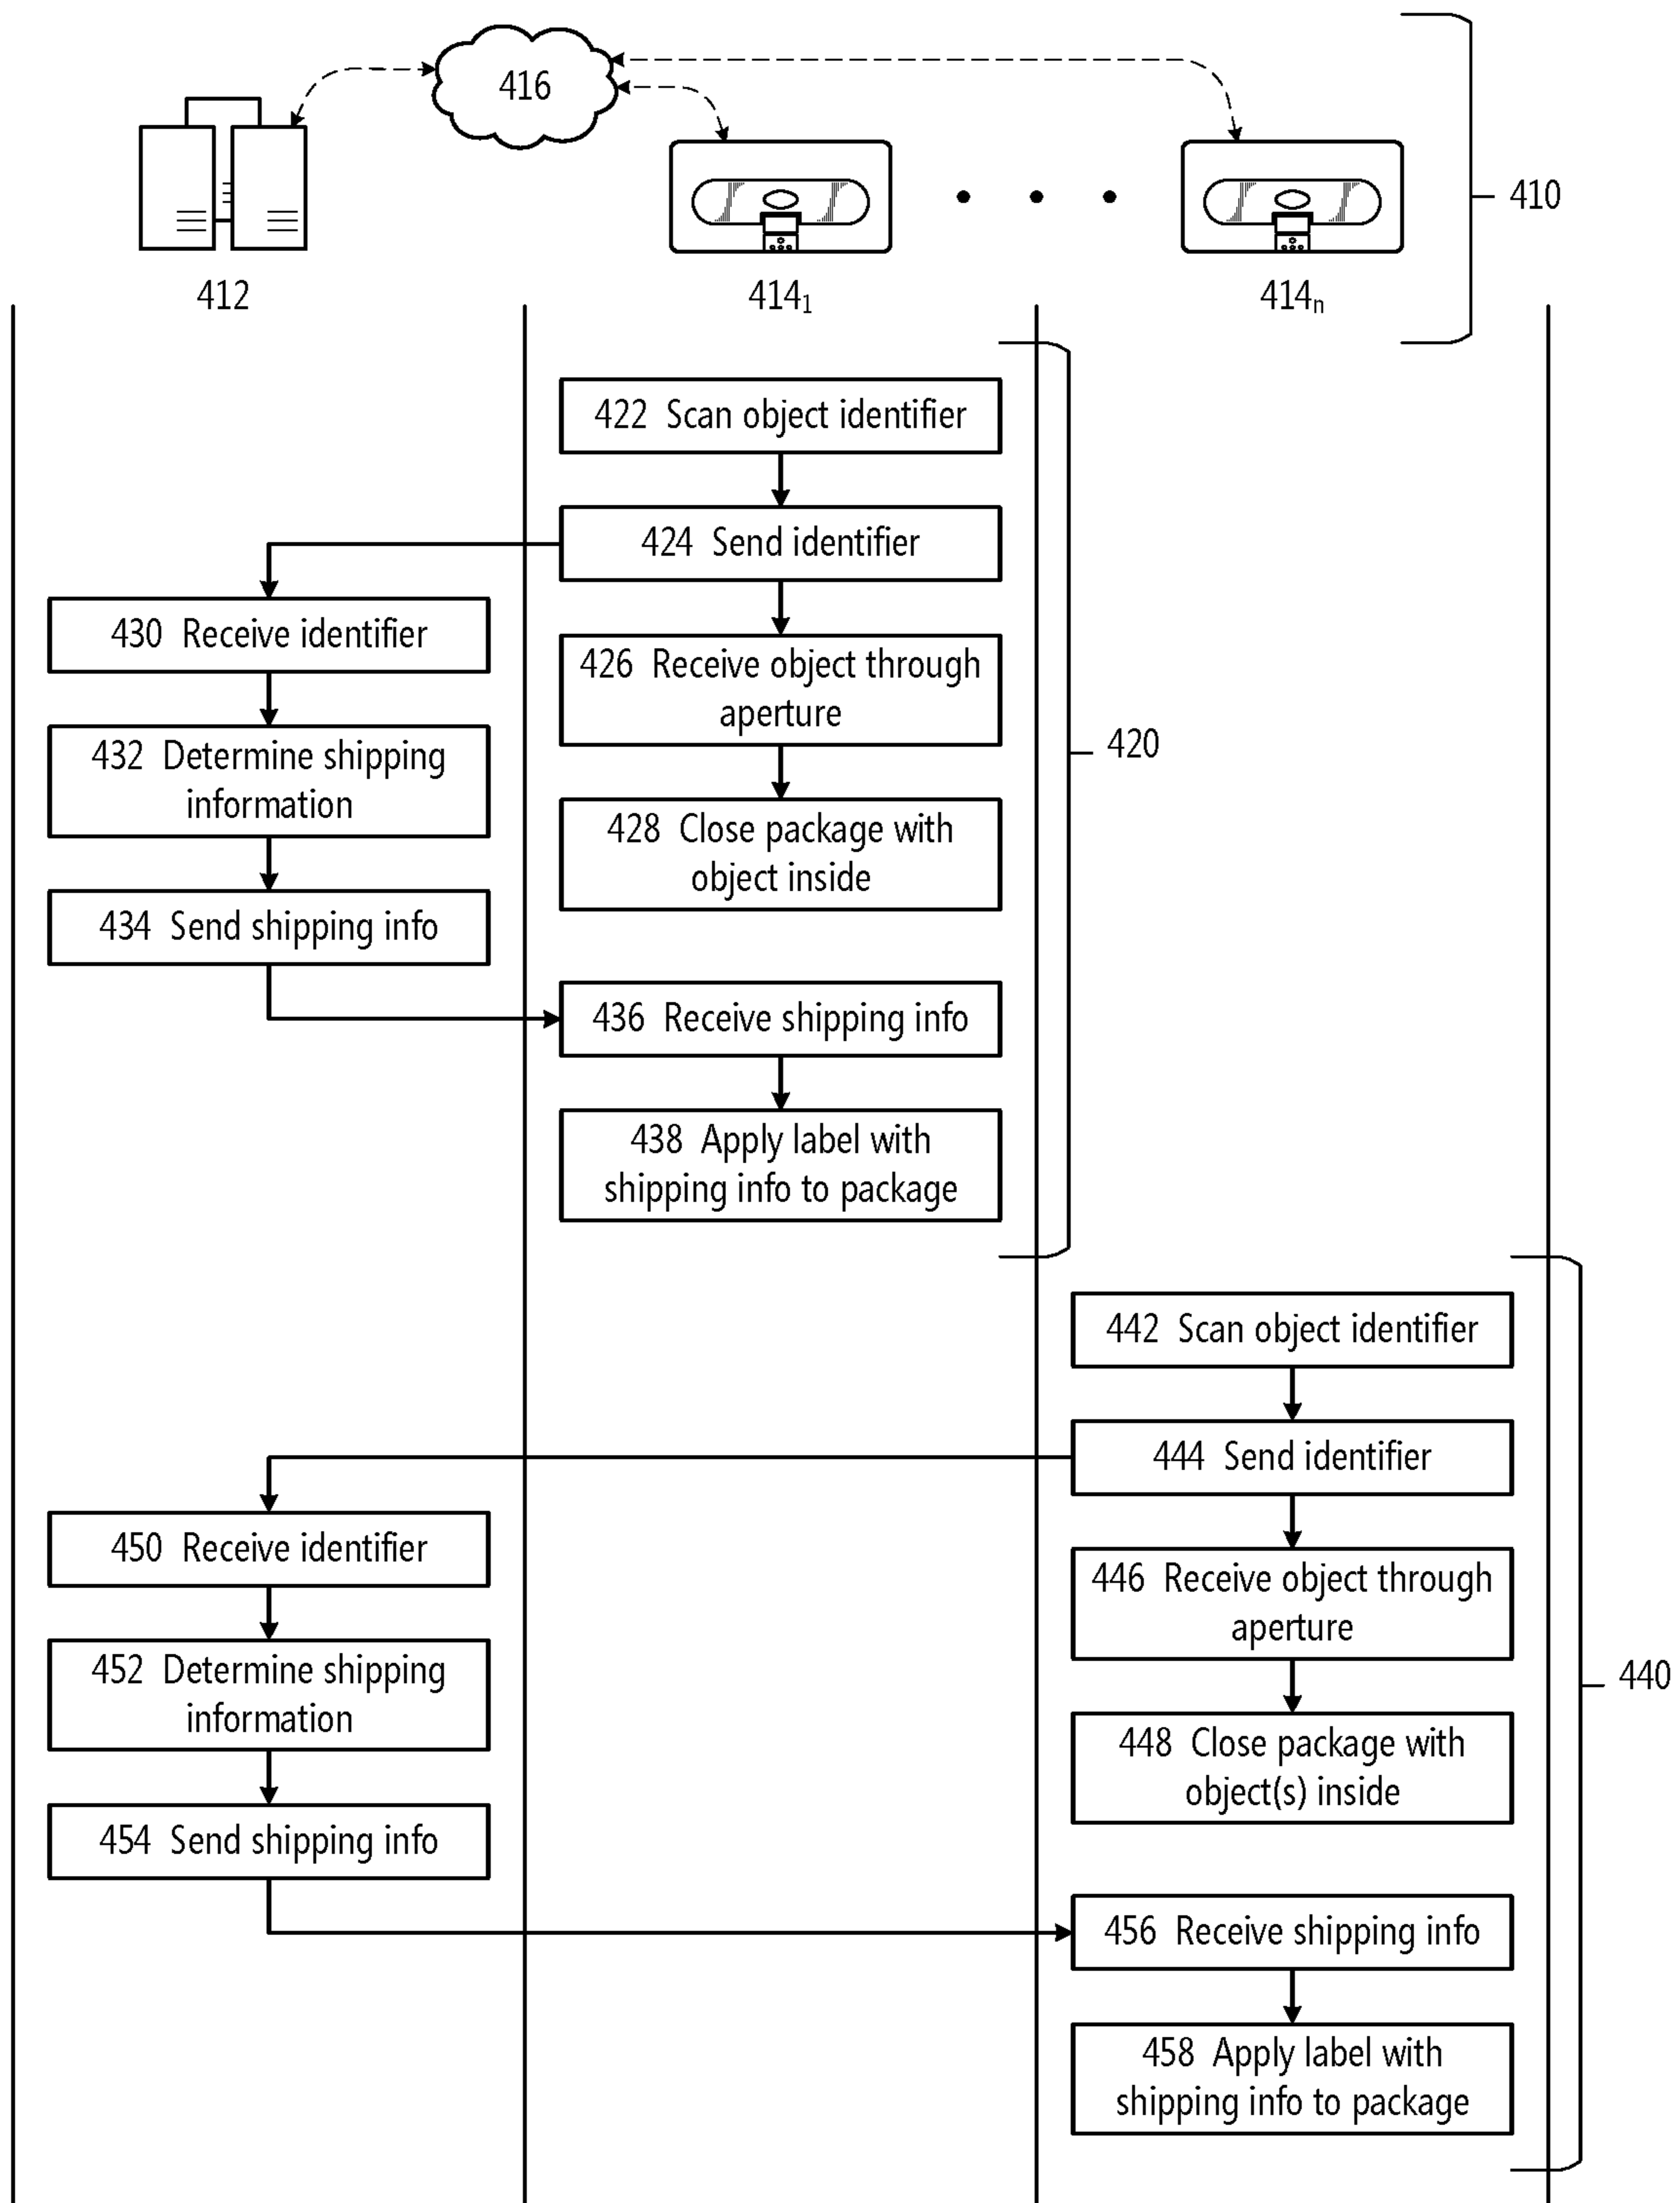 416
410
412
414₁
414ₙ
422 Scan object identifier
424 Send identifier
430 Receive identifier
426 Receive object through
aperture
432 Determine shipping
information
420
428 Close package with
object inside
434 Send shipping info
436 Receive shipping info
438 Apply label with
shipping info to package
442 Scan object identifier
444 Send identifier
450 Receive identifier
446 Receive object through
aperture
452 Determine shipping
information
440
448 Close package with
object(s) inside
454 Send shipping info
456 Receive shipping info
458 Apply label with
shipping info to package